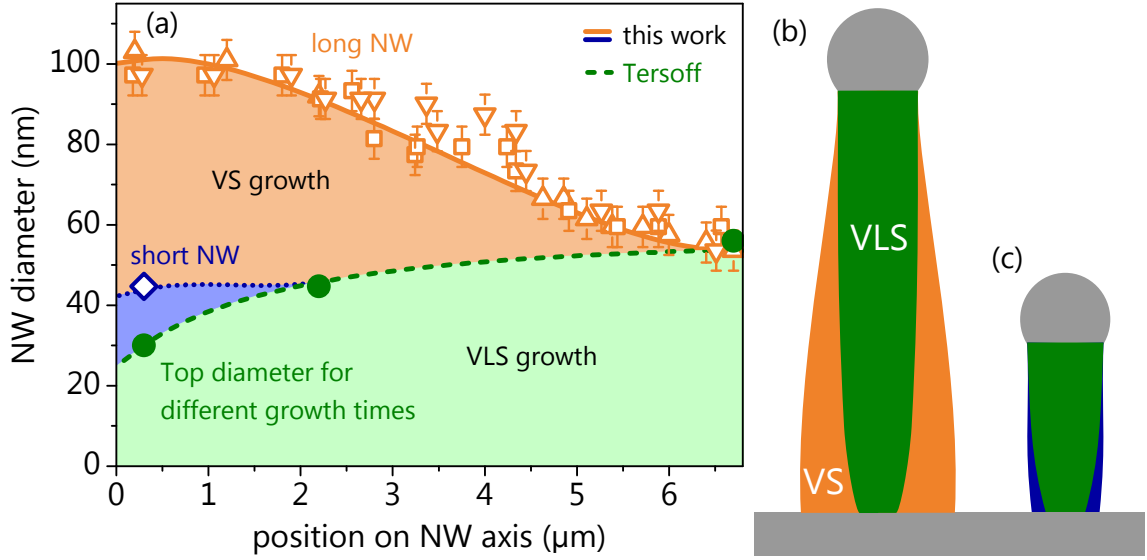 (a)
long NW
this work
Tersoff
VS growth
short NW
VLS growth
Top diameter for
different growth times
NW diameter (nm)
100
80
60
40
20
0
0 1 2 3 4 5 6
position on NW axis (µm)
(b)
VLS
VS
(c)